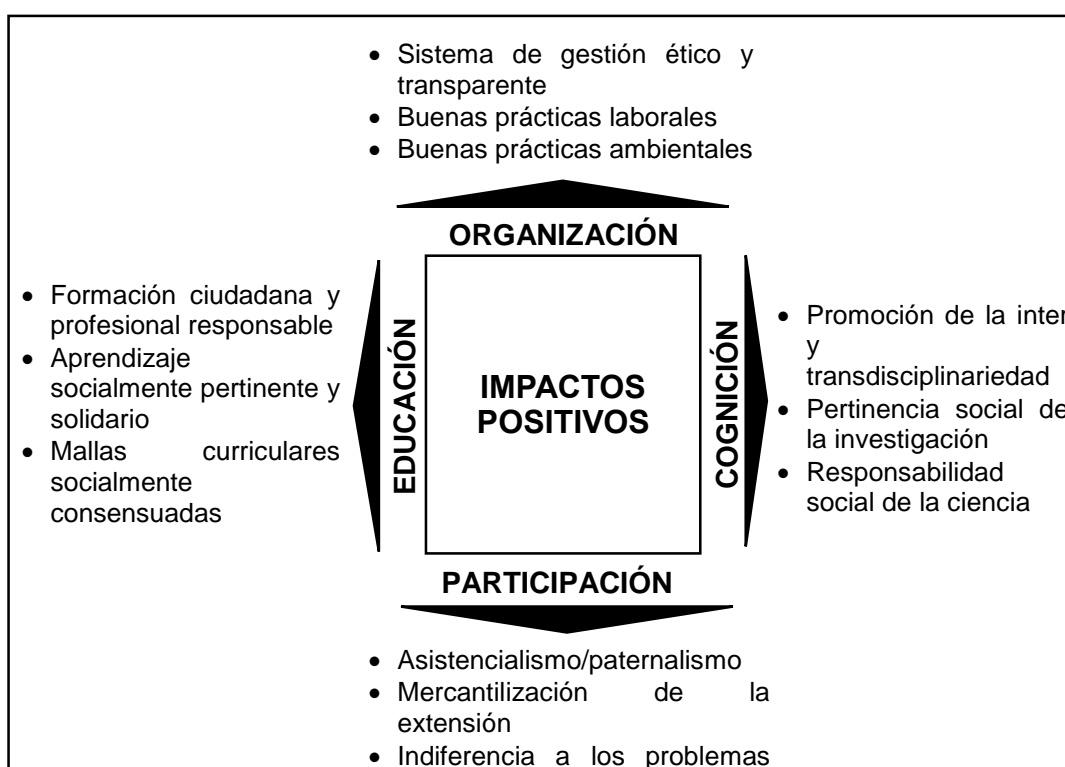 • Sistema de gestión ético y
transparente
• Buenas prácticas laborales
• Buenas prácticas ambientales
ORGANIZACIÓN
• Formación ciudadana y
profesional responsable
• Aprendizaje
socialmente pertinente y
solidario
• Mallas curriculares
socialmente
consensuadas
EDUCACIÓN
IMPACTOS
POSITIVOS
COGNICIÓN
• Promoción de la inter
y
transdisciplinariedad
• Pertinencia social de
la investigación
• Responsabilidad
social de la ciencia
PARTICIPACIÓN
• Asistencialismo/paternalismo
• Mercantilización de la
extensión
• Indiferencia a los problemas